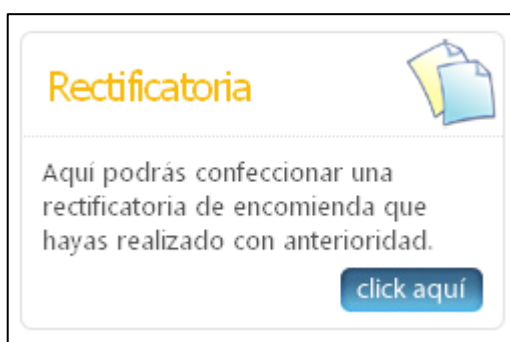 Rectificatoria
Aquí podrás confeccionar una
rectificatoria de encomienda que
hayas realizado con anterioridad.
click aquí